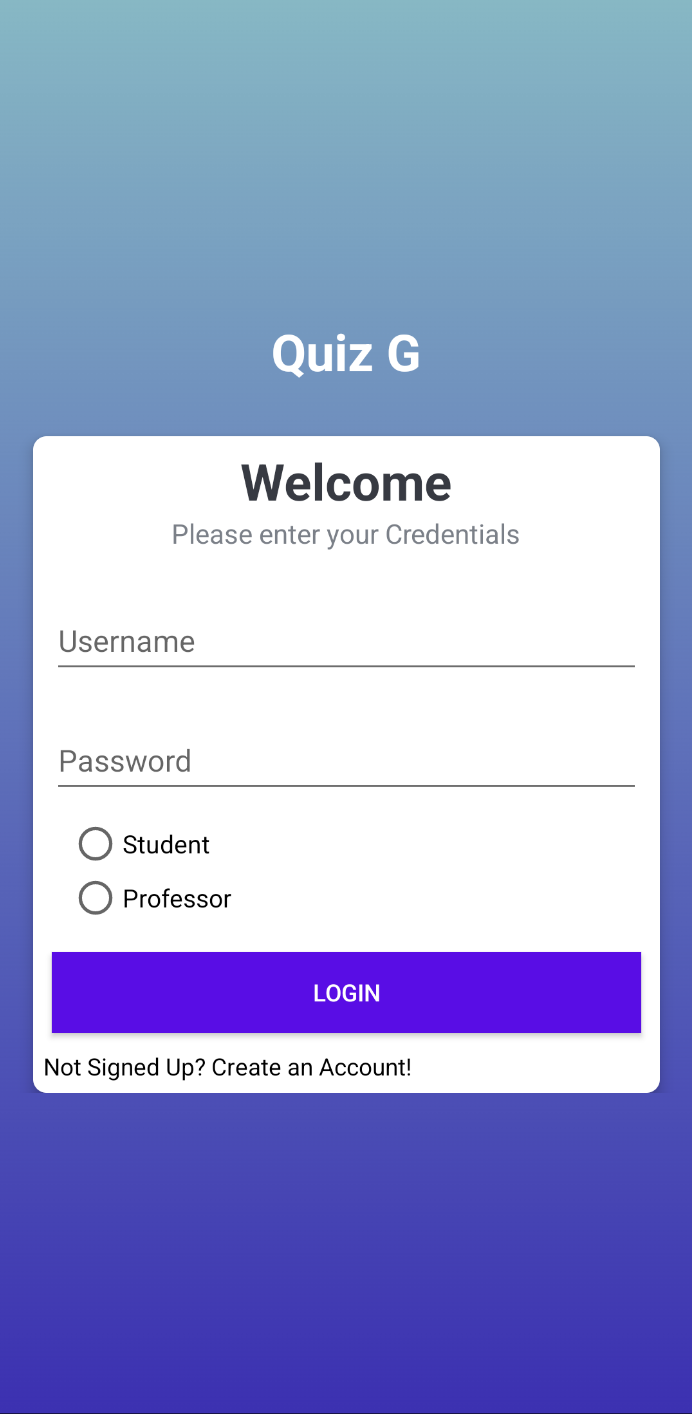 Quiz G
Welcome
Please enter your Credentials
Username
Password
Student
Professor
LOGIN
Not Signed Up? Create an Account!